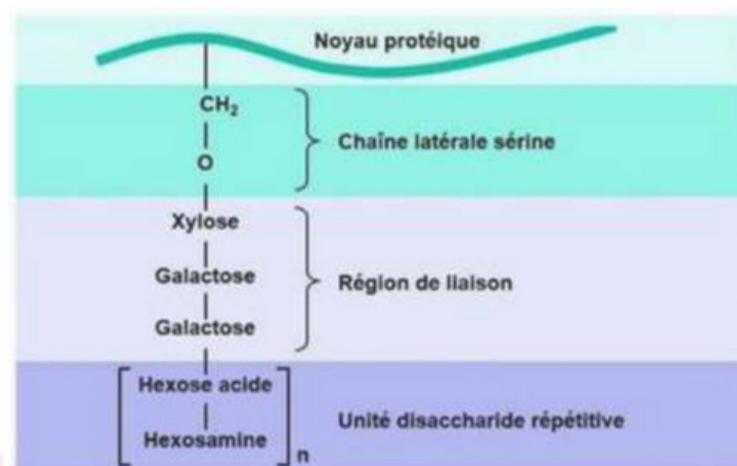 Noyau protéique
CH₂
O
Chaîne latérale sérine
Xylose
Galactose
Galactose
Région de liaison
Hexose acide
Hexosamine
n
Unité disaccharide répétitive